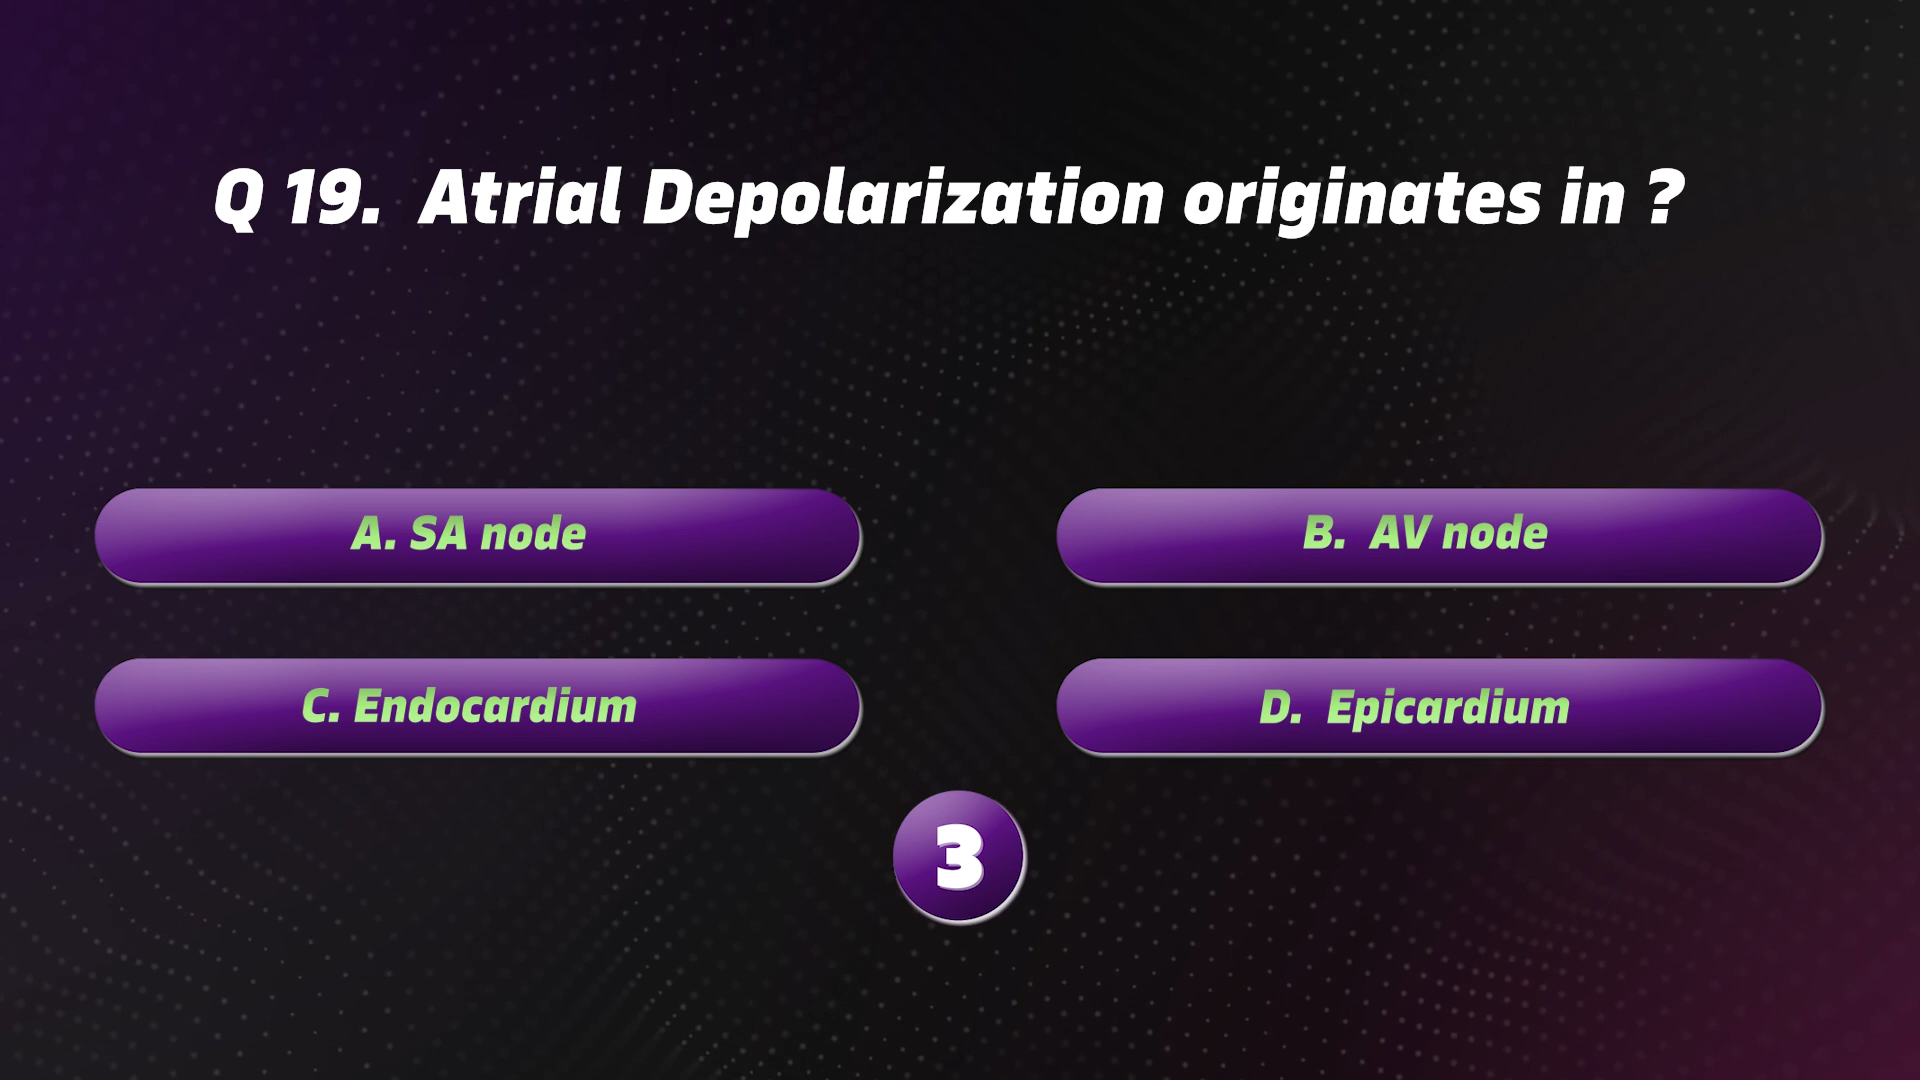 Q 19. Atrial Depolarization originates in ?
A. SA node
B. AV node
C. Endocardium
D. Epicardium
3